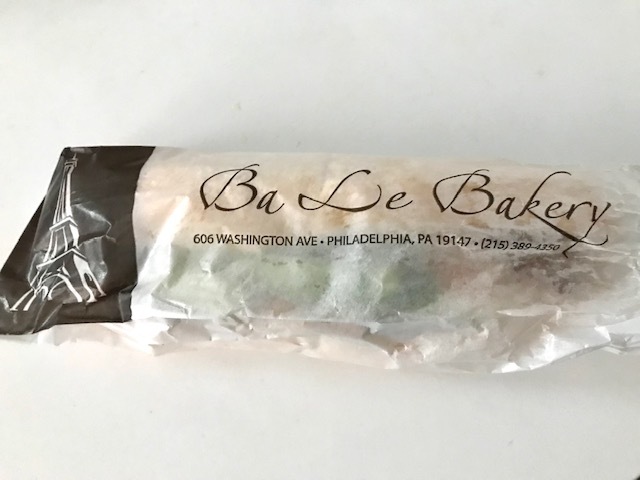 Ba Le Bakery
606 WASHINGTON AVE • PHILADELPHIA, PA 19147 • (215) 389-4350